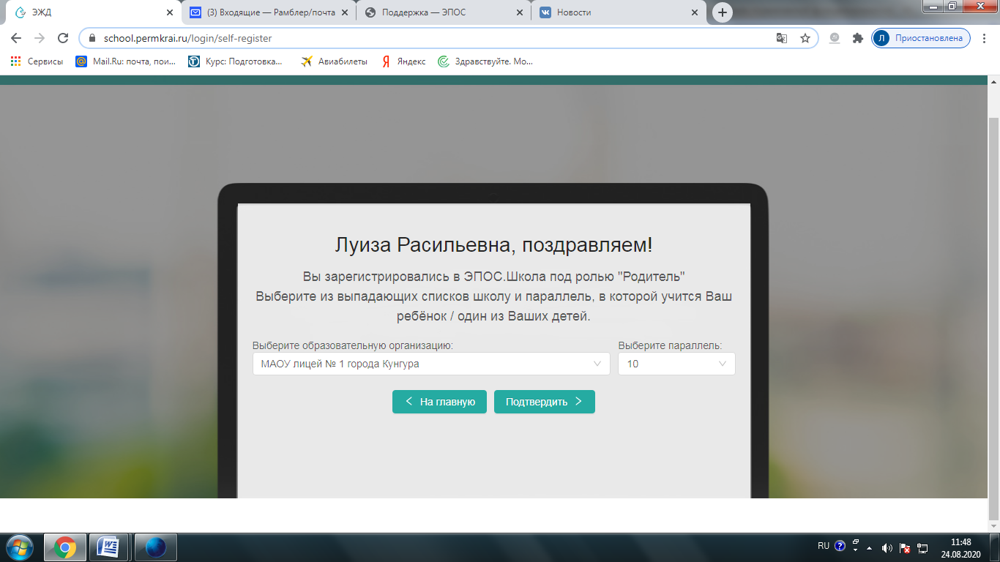 ЭЖД
(3) Входящие — Рамблер/почта
Поддержка — ЭПОС
Новости
school.permkrai.ru/login/self-register
Л Приостановлена
Сервисы
Mail.Ru: почта, пои...
Курс: Подготовка...
Авиабилеты
Яндекс
Здравствуйте. Мо...
Луиза Расильевна, поздравляем!
Вы зарегистрировались в ЭПОС.Школа под ролью "Родитель"
Выберите из выпадающих списков школу и параллель, в которой учится Ваш
ребёнок / один из Ваших детей.
Выберите образовательную организацию:
Выберите параллель:
МАОУ лицей № 1 города Кунгура
10
На главную
Подтвердить
RU
11:48
24.08.2020